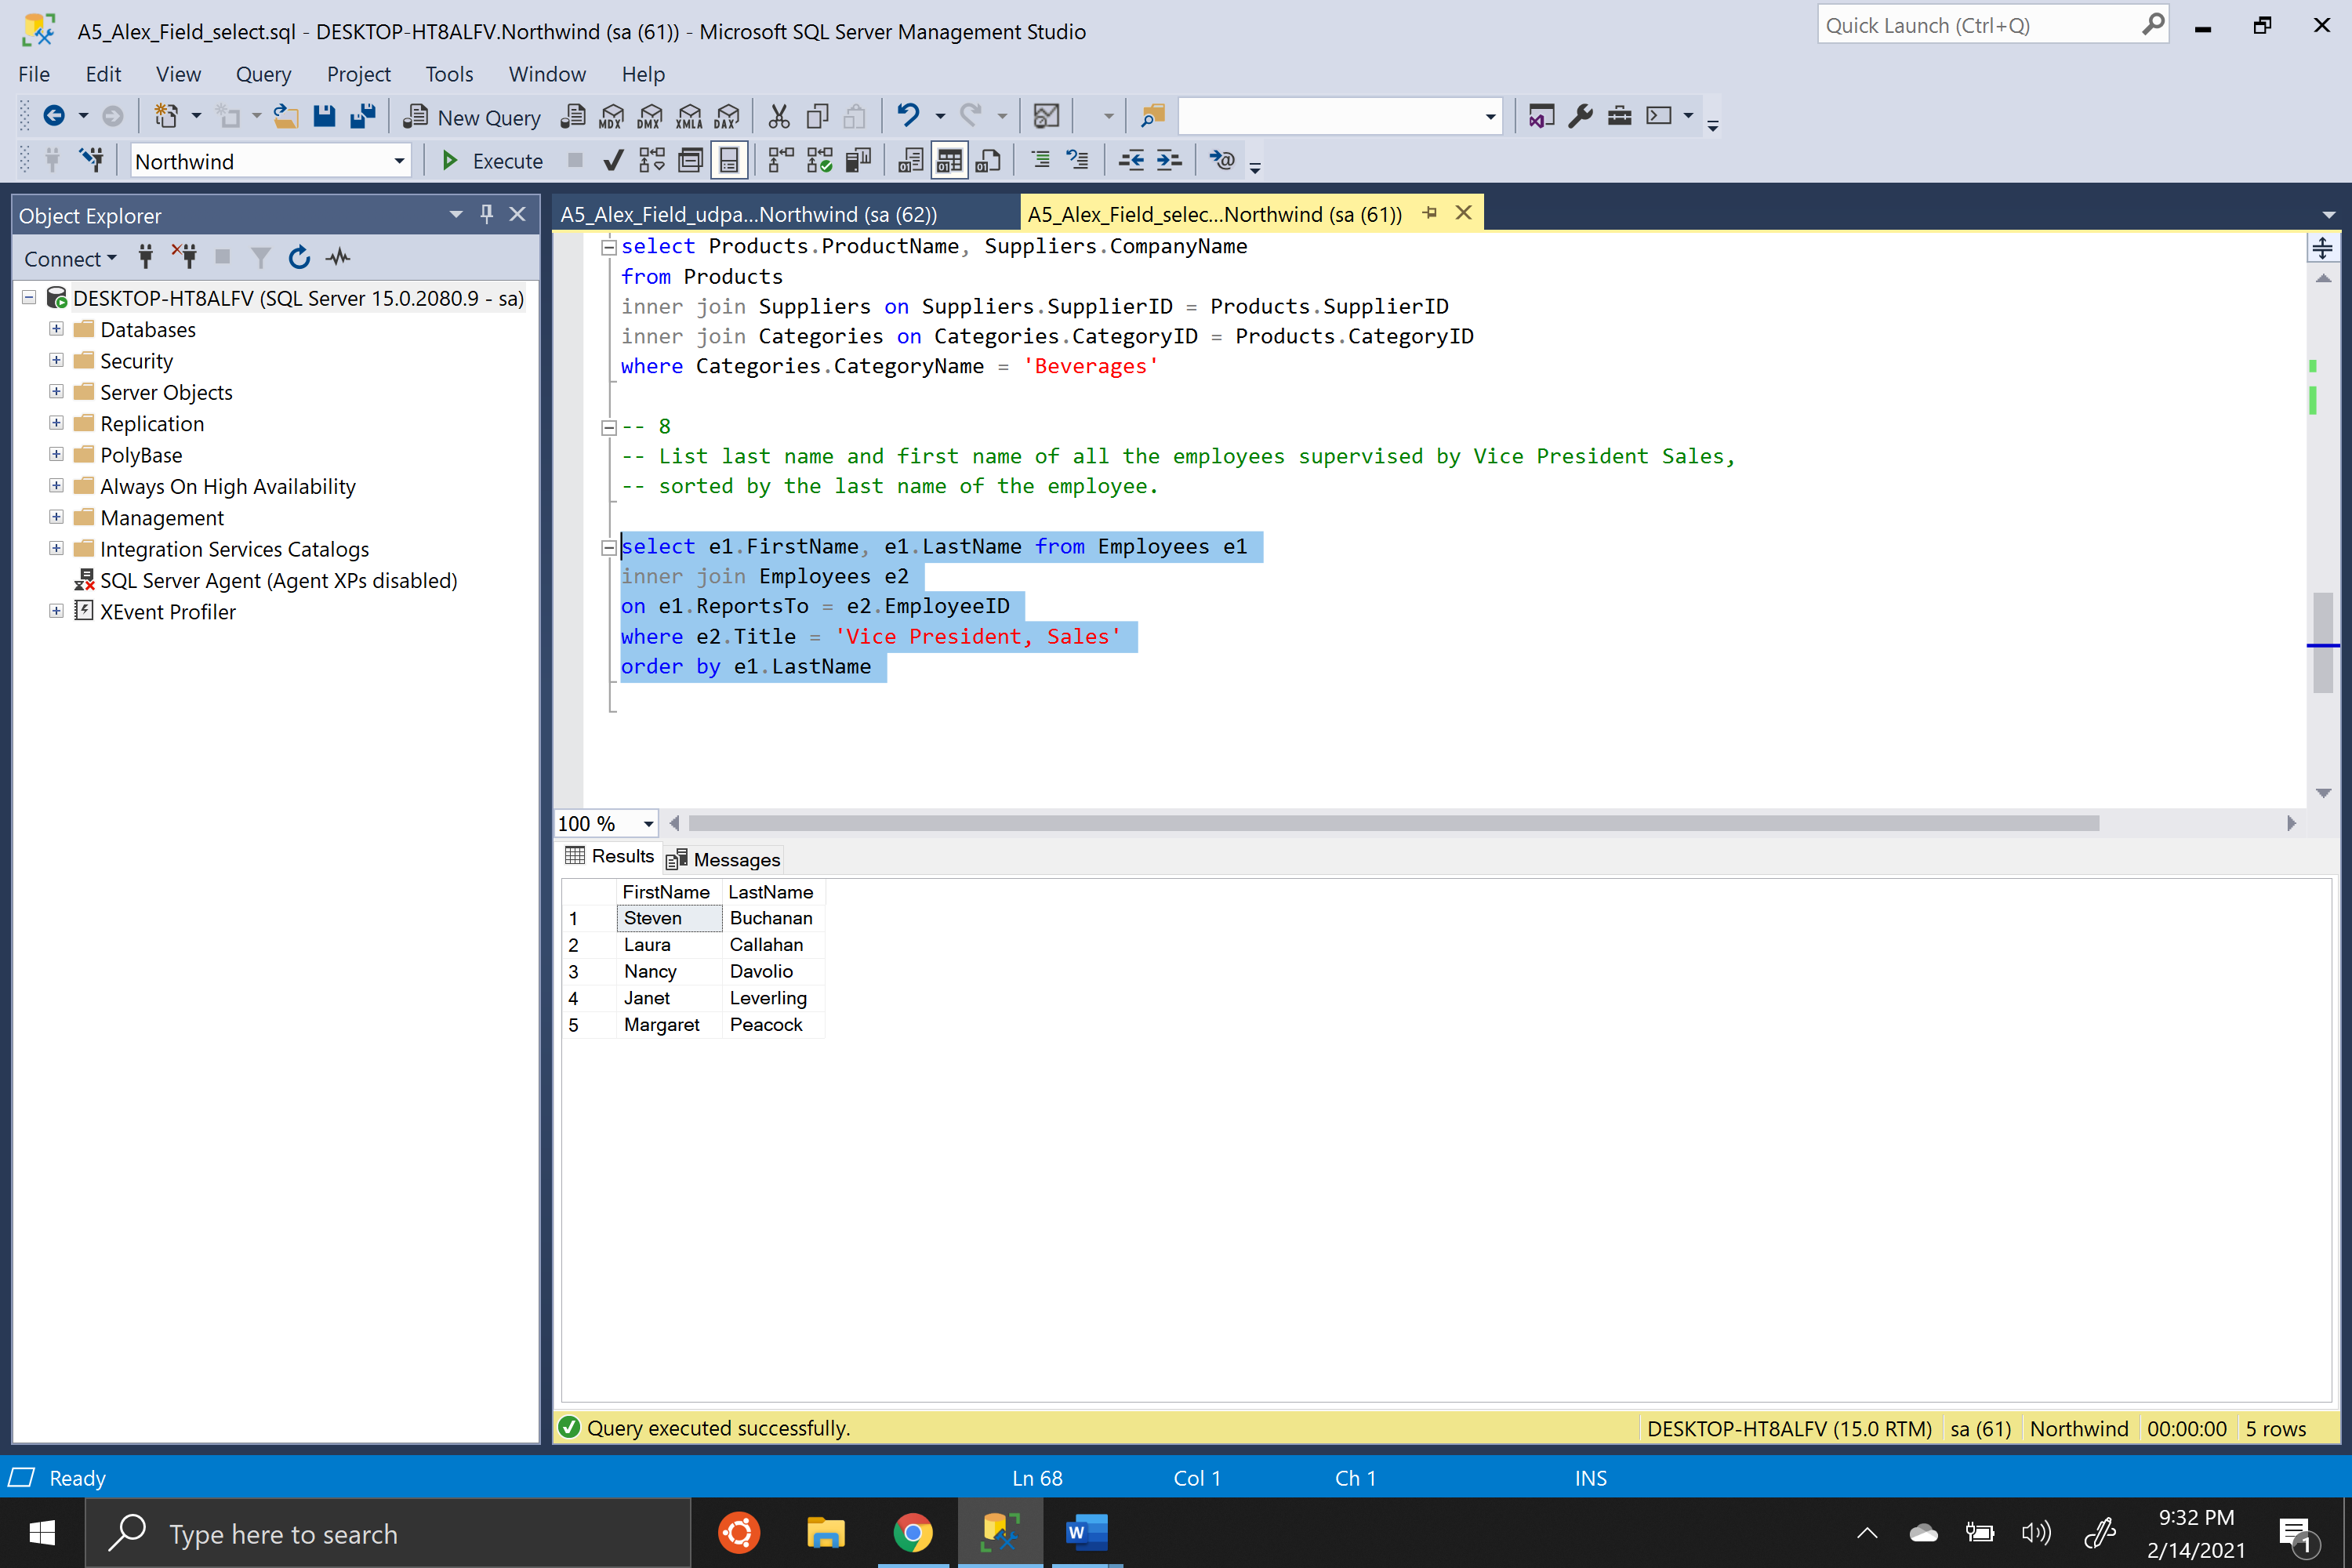 A5_Alex_Field_select.sql - DESKTOP-HT8ALFV.Northwind (sa (61)) - Microsoft SQL Server Management Studio
Quick Launch (Ctrl+Q)
File Edit View Query Project Tools Window Help
New Query MDX DMX XMLA DAX
Northwind Execute
Object Explorer
A5_Alex_Field_udpa...Northwind (sa (62)) A5_Alex_Field_selec...Northwind (sa (61))
Connect
DESKTOP-HT8ALFV (SQL Server 15.0.2080.9 - sa)
Databases
Security
Server Objects
Replication
PolyBase
Always On High Availability
Management
Integration Services Catalogs
SQL Server Agent (Agent XPs disabled)
XEvent Profiler
select Products.ProductName, Suppliers.CompanyName
from Products
inner join Suppliers on Suppliers.SupplierID = Products.SupplierID
inner join Categories on Categories.CategoryID = Products.CategoryID
where Categories.CategoryName = 'Beverages'
-- 8
-- List last name and first name of all the employees supervised by Vice President Sales,
-- sorted by the last name of the employee.
select e1.FirstName, e1.LastName from Employees e1
inner join Employees e2
on e1.ReportsTo = e2.EmployeeID
where e2.Title = 'Vice President, Sales'
order by e1.LastName
100 %
Results Messages
FirstName LastName
1 Steven Buchanan
2 Laura Callahan
3 Nancy Davolio
4 Janet Leverling
5 Margaret Peacock
Query executed successfully. DESKTOP-HT8ALFV (15.0 RTM) sa (61) Northwind 00:00:00 5 rows
Ready Ln 68 Col 1 Ch 1 INS
Type here to search
9:32 PM
2/14/2021
1